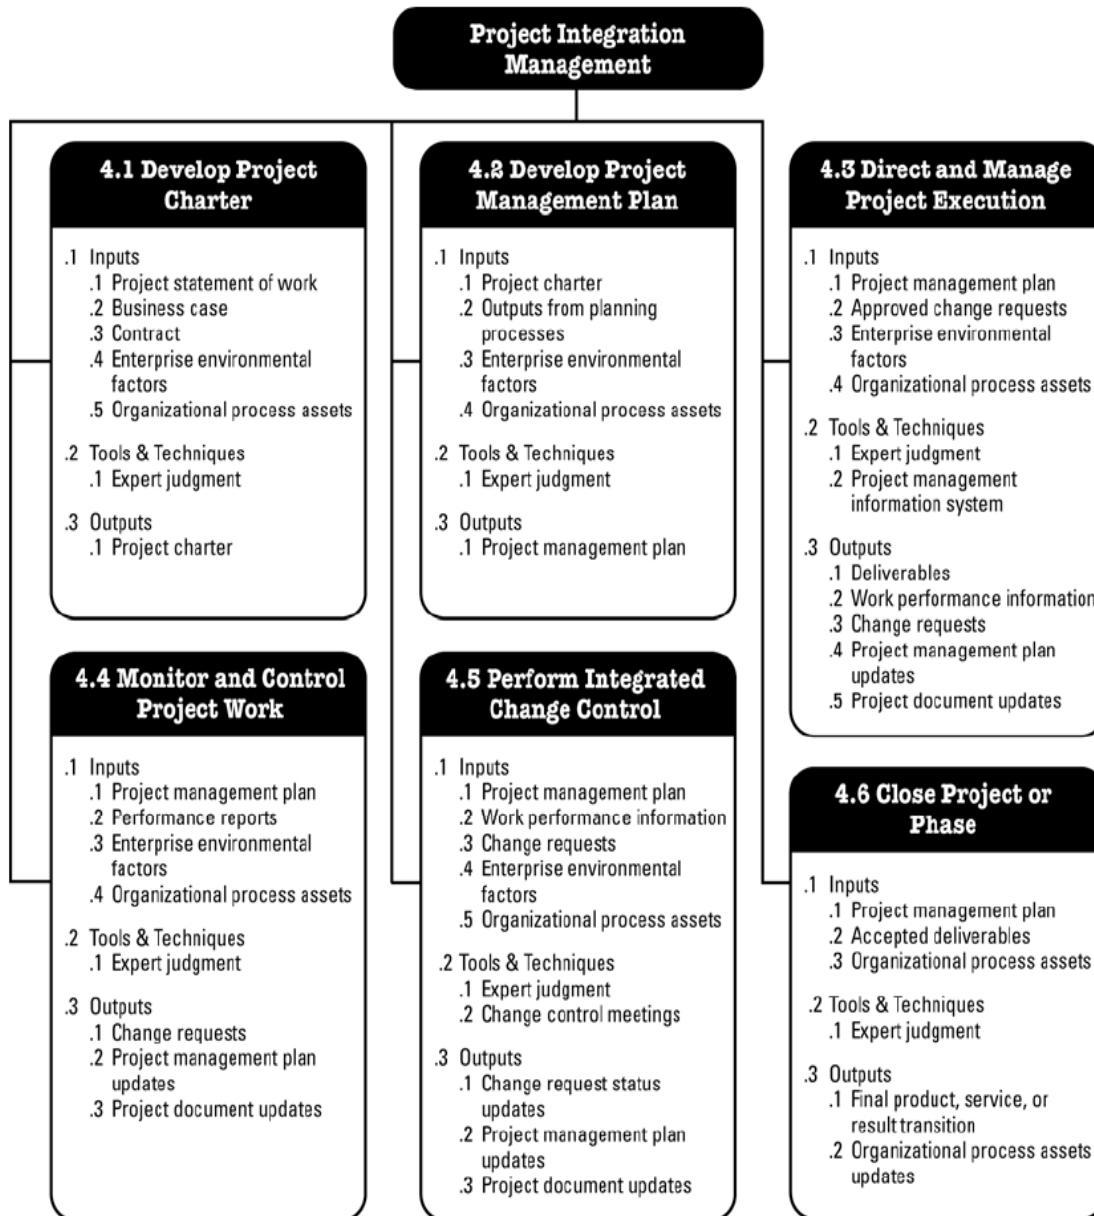 Project Integration
Management
4.1 Develop Project
Charter
.1 Inputs
.1 Project statement of work
.2 Business case
.3 Contract
.4 Enterprise environmental
factors
.5 Organizational process assets
.2 Tools & Techniques
.1 Expert judgment
.3 Outputs
.1 Project charter
4.2 Develop Project
Management Plan
.1 Inputs
.1 Project charter
.2 Outputs from planning
processes
.3 Enterprise environmental
factors
.4 Organizational process assets
.2 Tools & Techniques
.1 Expert judgment
.3 Outputs
.1 Project management plan
4.3 Direct and Manage
Project Execution
.1 Inputs
.1 Project management plan
.2 Approved change requests
.3 Enterprise environmental
factors
.4 Organizational process assets
.2 Tools & Techniques
.1 Expert judgment
.2 Project management
information system
.3 Outputs
.1 Deliverables
.2 Work performance information
.3 Change requests
.4 Project management plan
updates
.5 Project document updates
4.4 Monitor and Control
Project Work
.1 Inputs
.1 Project management plan
.2 Performance reports
.3 Enterprise environmental
factors
.4 Organizational process assets
.2 Tools & Techniques
.1 Expert judgment
.3 Outputs
.1 Change requests
.2 Project management plan
updates
.3 Project document updates
4.5 Perform Integrated
Change Control
.1 Inputs
.1 Project management plan
.2 Work performance information
.3 Change requests
.4 Enterprise environmental
factors
.5 Organizational process assets
.2 Tools & Techniques
.1 Expert judgment
.2 Change control meetings
.3 Outputs
.1 Change request status
updates
.2 Project management plan
updates
.3 Project document updates
4.6 Close Project or
Phase
.1 Inputs
.1 Project management plan
.2 Accepted deliverables
.3 Organizational process assets
.2 Tools & Techniques
.1 Expert judgment
.3 Outputs
.1 Final product, service, or
result transition
.2 Organizational process assets
updates